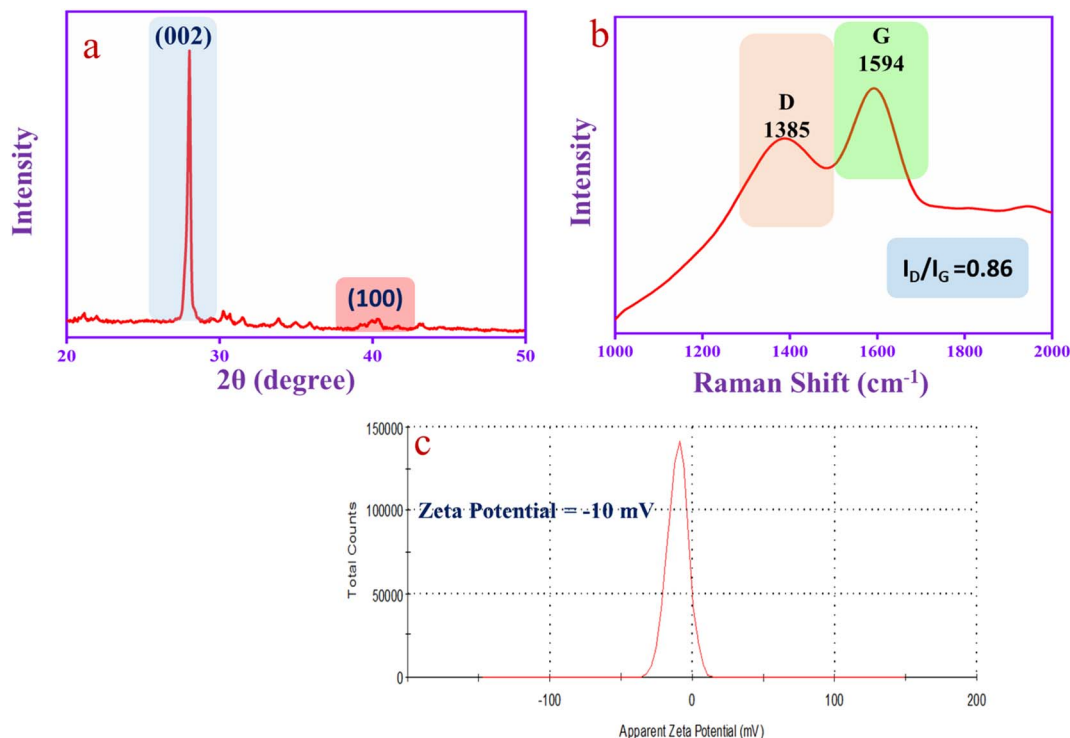 a
(002)
(100)
Intensity
20
30
40
50
2θ (degree)
b
D
1385
G
1594
I_D/I_G =0.86
Intensity
1000
1200
1400
1600
1800
2000
Raman Shift (cm⁻¹)
c
Zeta Potential = -10 mV
Total Counts
150000
100000
50000
0
-100
0
100
200
Apparent Zeta Potential (mV)